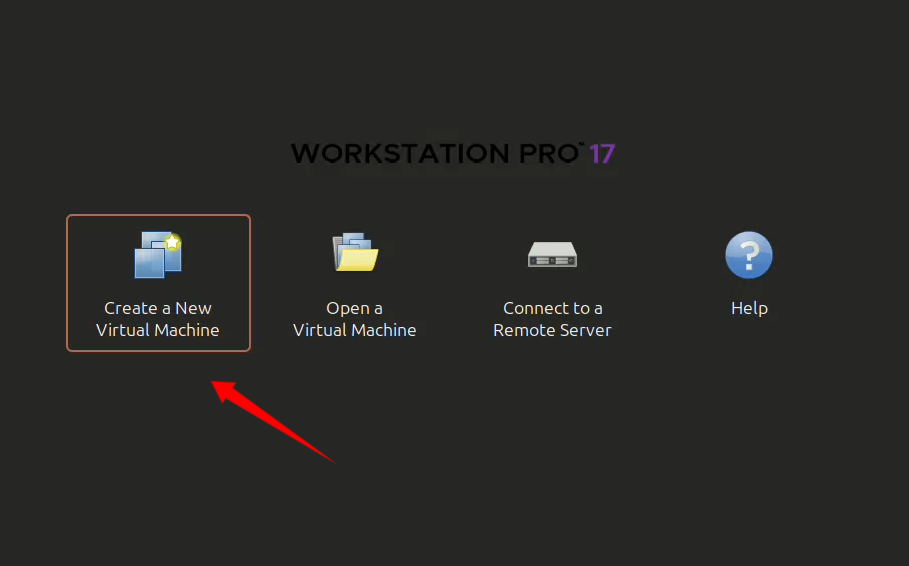 WORKSTATION PRO™ 17
Create a New
Virtual Machine
Open a
Virtual Machine
Connect to a
Remote Server
Help